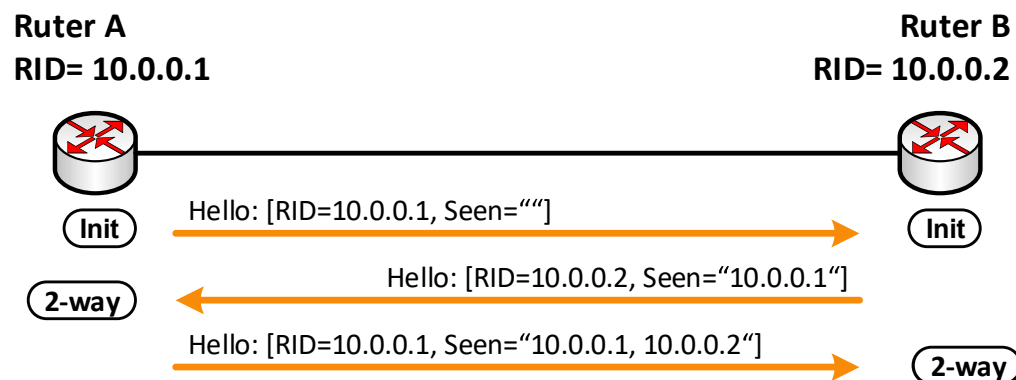 Ruter A
RID= 10.0.0.1
Ruter B
RID= 10.0.0.2
Init
Hello: [RID=10.0.0.1, Seen=““]
Init
2-way
Hello: [RID=10.0.0.2, Seen=“10.0.0.1“]
Hello: [RID=10.0.0.1, Seen=“10.0.0.1, 10.0.0.2“]
2-way